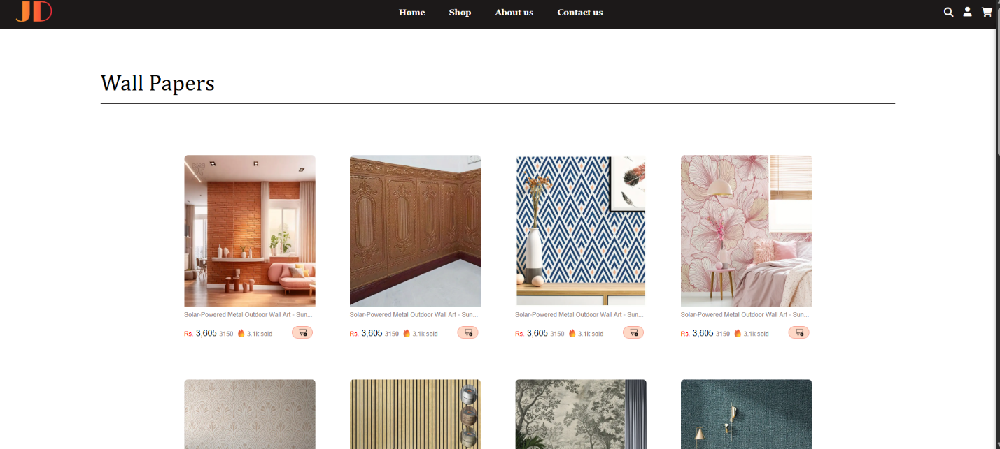 JD
Home Shop About us Contact us
Wall Papers
Solar-Powered Metal Outdoor Wall Art - Sun...
Rs. 3,605 3150 🔥 3.1k sold
Solar-Powered Metal Outdoor Wall Art - Sun...
Rs. 3,605 3150 🔥 3.1k sold
Solar-Powered Metal Outdoor Wall Art - Sun...
Rs. 3,605 3150 🔥 3.1k sold
Solar-Powered Metal Outdoor Wall Art - Sun...
Rs. 3,605 3150 🔥 3.1k sold